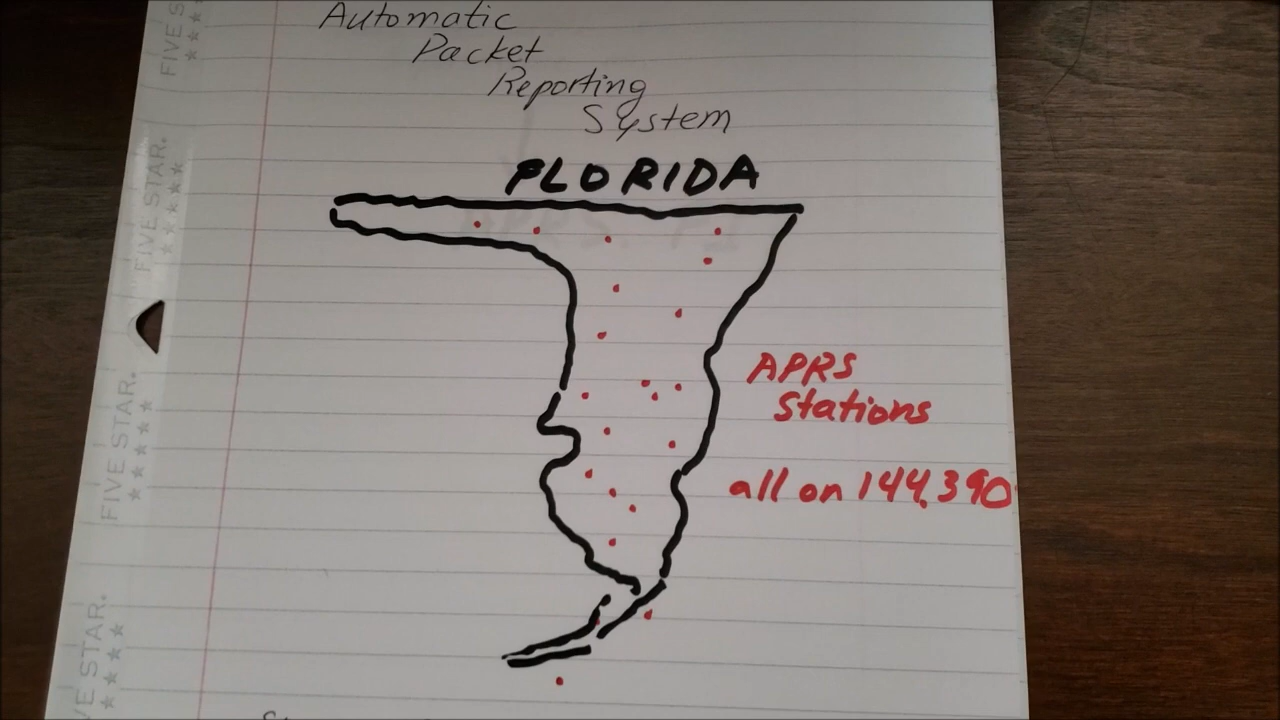 Automatic
Packet
Reporting
System
FLORIDA
APRS
Stations
all on 144.390
FIVE STAR.
FIVE STAR.
FIVE STAR.